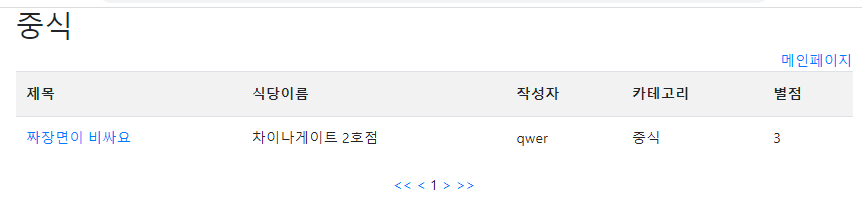 중식
메인페이지
제목 식당이름 작성자 카테고리 별점
짜장면이 비싸요 차이나게이트 2호점 qwer 중식 3
<< < 1 > >>